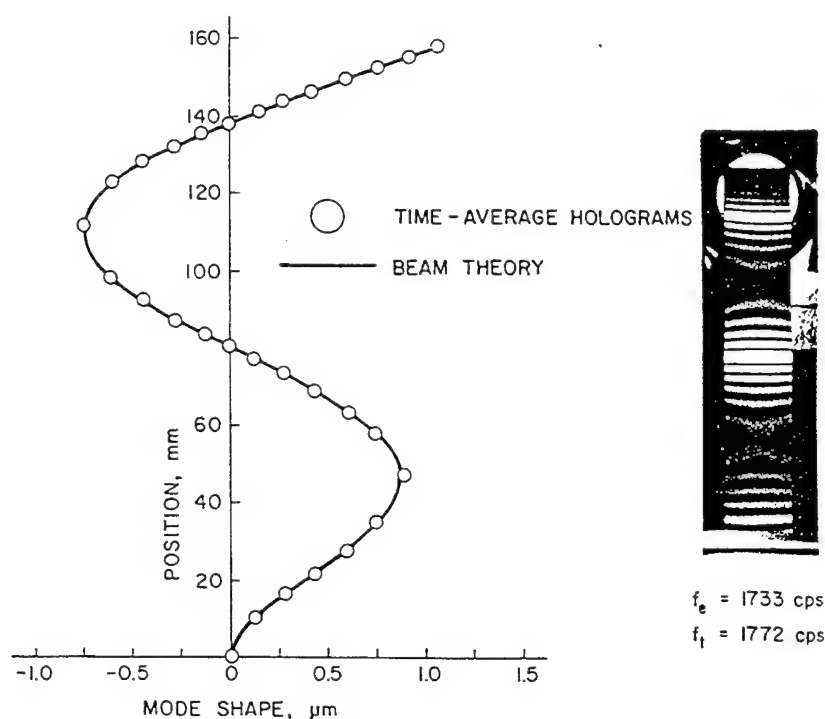 160
140
120
100
60
40
20
POSITION, mm
-1.0
-0.5
0
0.5
1.0
1.5
MODE SHAPE, µm
TIME-AVERAGE HOLOGRAMS
BEAM THEORY
fe = 1733 cps
ft = 1772 cps